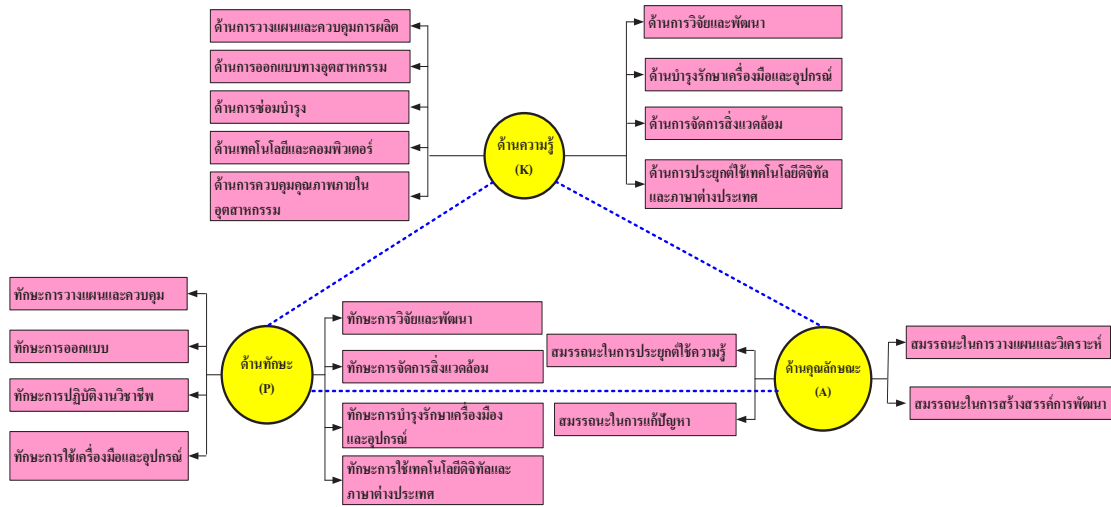 ด้านการวางแผนและควบคุมการผลิต
ด้านการออกแบบทางอุตสาหกรรม
ด้านการซ่อมบำรุง
ด้านเทคโนโลยีและคอมพิวเตอร์
ด้านการควบคุมคุณภาพภายใน
อุตสาหกรรม
ด้านความรู้
(K)
ด้านการวิจัยและพัฒนา
ด้านบำรุงรักษาเครื่องมือและอุปกรณ์
ด้านการจัดการสิ่งแวดล้อม
ด้านการประยุกต์ใช้เทคโนโลยีดิจิทัล
และภาษาต่างประเทศ
ทักษะการวางแผนและควบคุม
ทักษะการออกแบบ
ทักษะการปฏิบัติงานวิชาชีพ
ทักษะการใช้เครื่องมือและอุปกรณ์
ด้านทักษะ
(P)
ทักษะการวิจัยและพัฒนา
ทักษะการจัดการสิ่งแวดล้อม
ทักษะการบำรุงรักษาเครื่องมือง
และอุปกรณ์
ทักษะการใช้เทคโนโลยีดิจิทัลและ
ภาษาต่างประเทศ
สมรรถนะในการประยุกต์ใช้ความรู้
สมรรถนะในการแก้ปัญหา
ด้านคุณลักษณะ
(A)
สมรรถนะในการวางแผนและวิเคราะห์
สมรรถนะในการสร้างสรรค์การพัฒนา